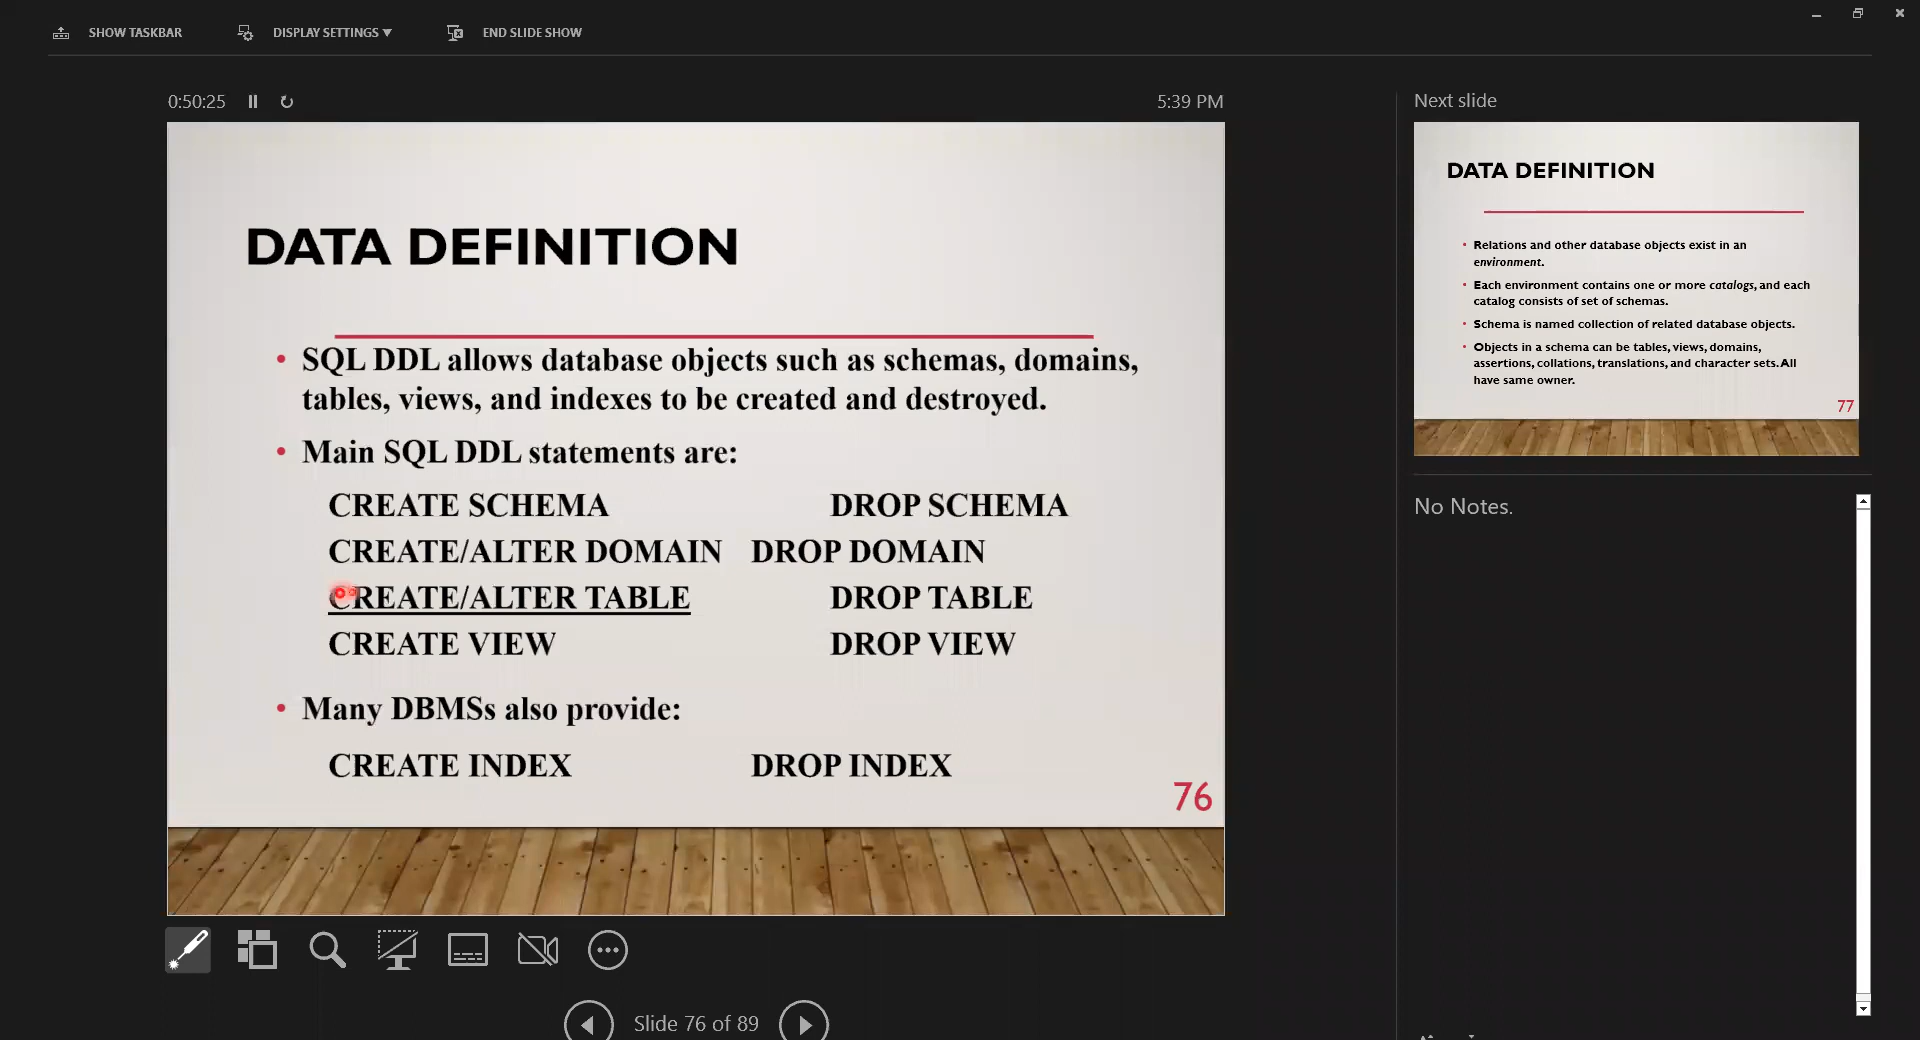 SHOW TASKBAR DISPLAY SETTINGS ▼ END SLIDE SHOW
0:50:25 5:39 PM
DATA DEFINITION
• SQL DDL allows database objects such as schemas, domains,
tables, views, and indexes to be created and destroyed.
• Main SQL DDL statements are:
CREATE SCHEMA DROP SCHEMA
CREATE/ALTER DOMAIN DROP DOMAIN
CREATE/ALTER TABLE DROP TABLE
CREATE VIEW DROP VIEW
• Many DBMSs also provide:
CREATE INDEX DROP INDEX
76
Slide 76 of 89
Next slide
DATA DEFINITION
• Relations and other database objects exist in an
environment.
• Each environment contains one or more catalogs, and each
catalog consists of set of schemas.
• Schema is named collection of related database objects.
• Objects in a schema can be tables, views, domains,
assertions, collations, translations, and character sets. All
have same owner.
77
No Notes.